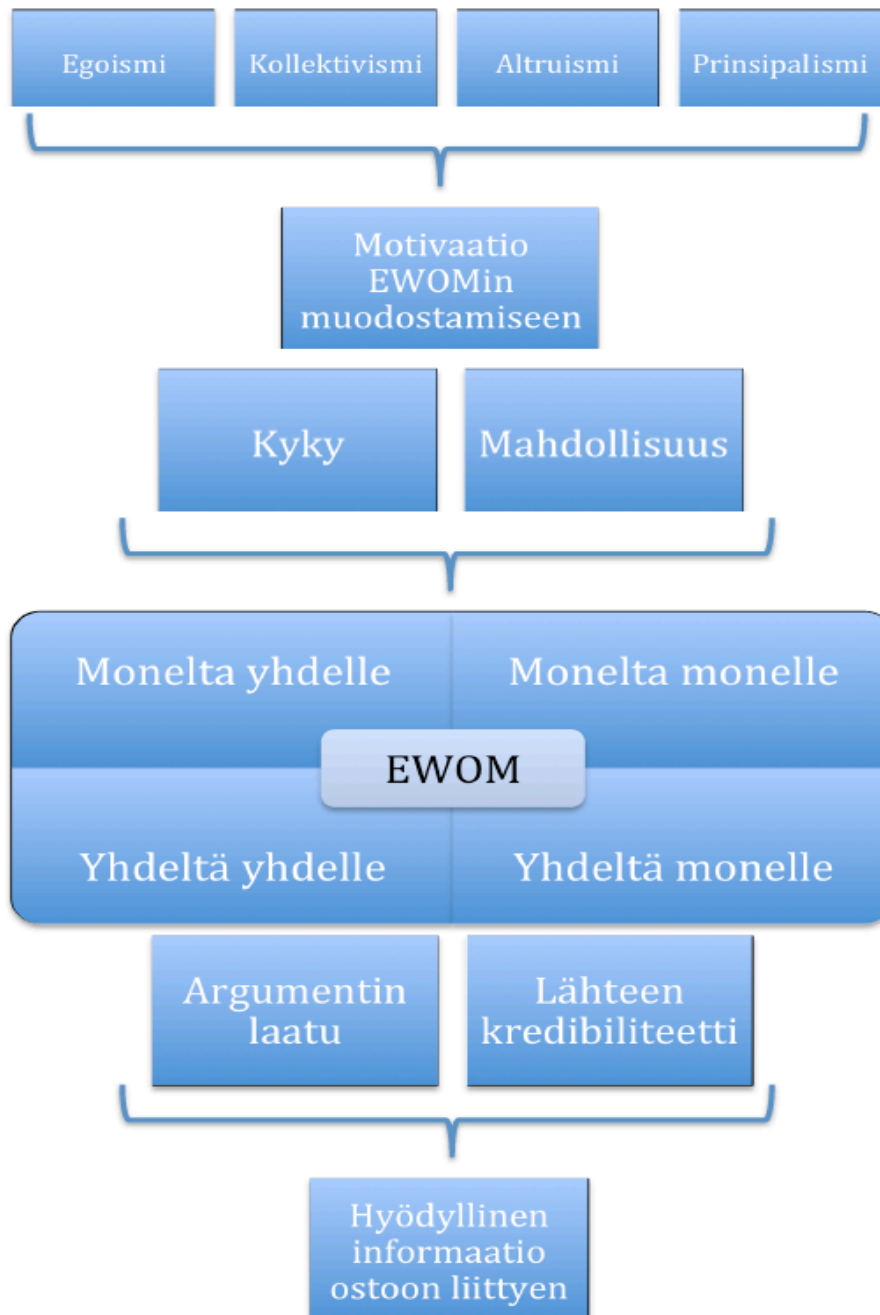 Egoismi
Kollektivismi
Altruismi
Prinsipalismi
Motivaatio
EWOMin
muodostamiseen
Kyky
Mahdollisuus
Monelta yhdelle
Monelta monelle
EWOM
Yhdeltä yhdelle
Yhdeltä monelle
Argumentin
laatu
Lähteen
kredibiliteetti
Hyödyllinen
informaatio
ostoon liittyen